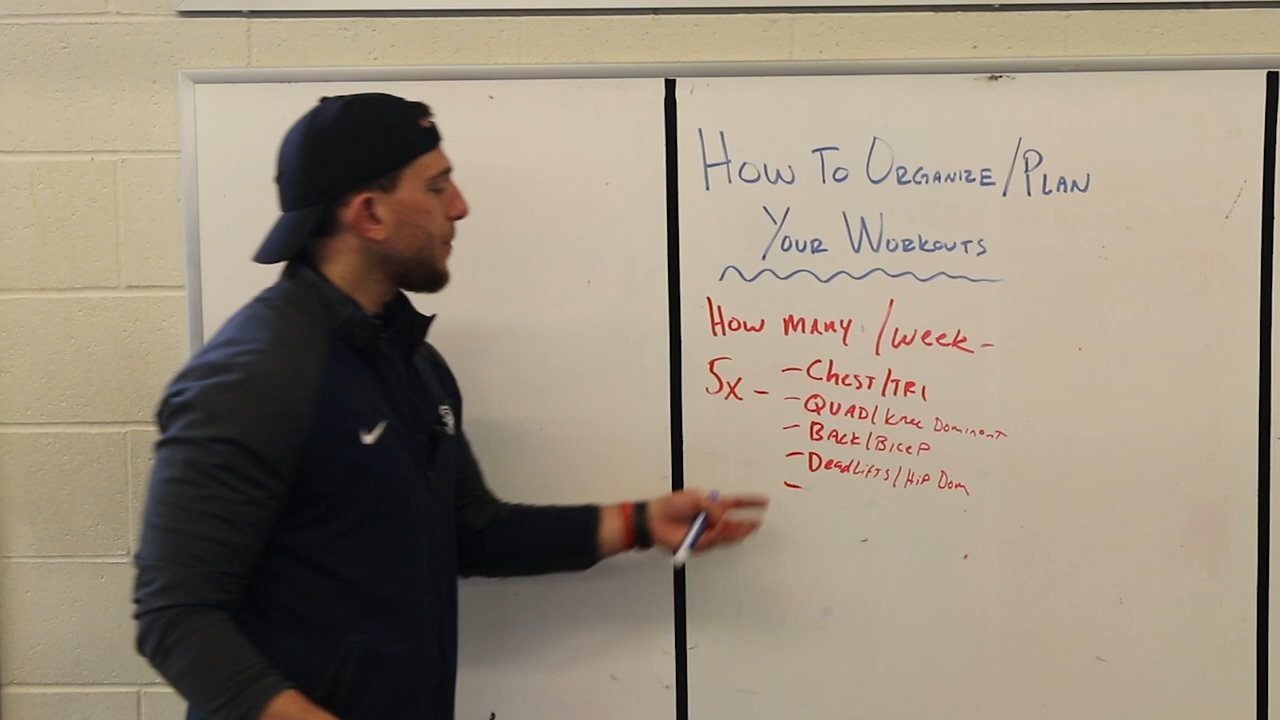 How To Organize/Plan
Your Workouts
How many /week -
5x - - Chest/TRI
- QUAD/Knee Dominant
- Back/Bicep
- Deadlifts/Hip Dom
-